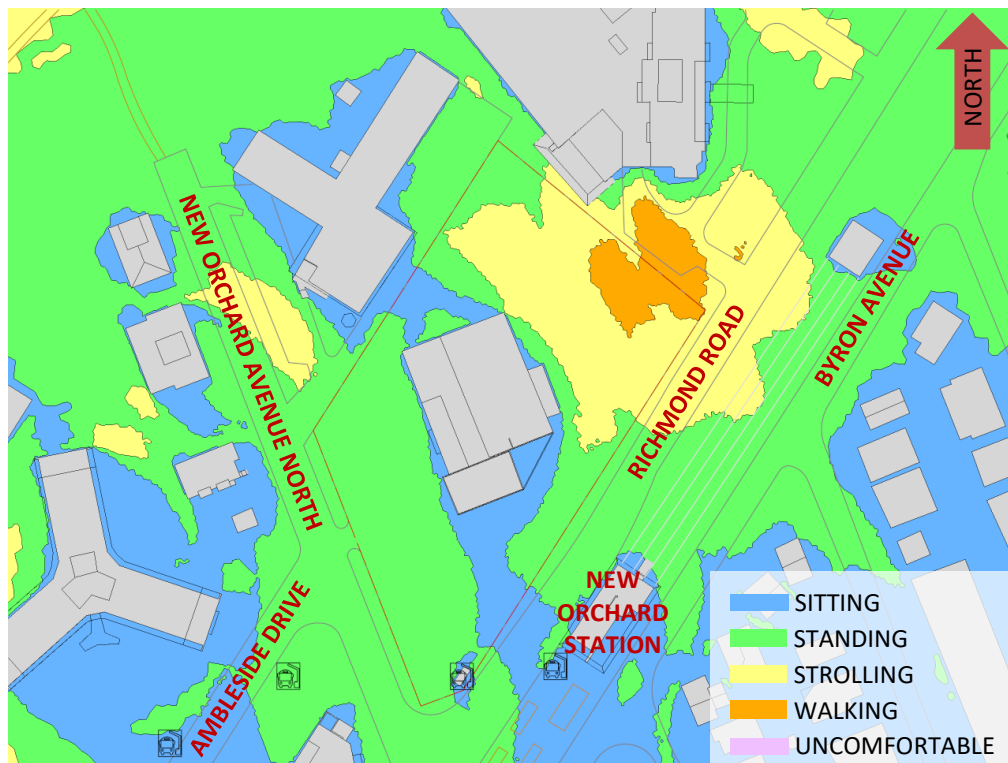 NORTH
NEW ORCHARD AVENUE NORTH
BYRON AVENUE
RICHMOND ROAD
AMBLESIDE DRIVE
NEW
ORCHARD
STATION
SITTING
STANDING
STROLLING
WALKING
UNCOMFORTABLE